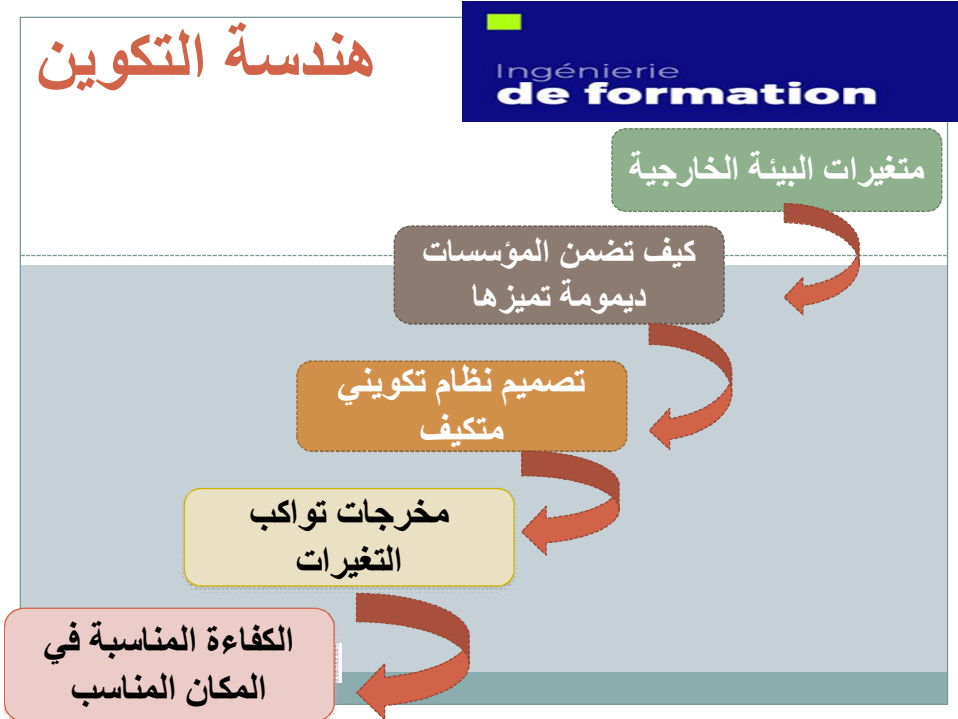 هندسة التكوين
Ingénierie
de formation
متغيرات البيئة الخارجية
كيف تضمن المؤسسات
ديمومة تميزها
تصميم نظام تكويني
متكيف
مخرجات تواكب
التغيرات
الكفاءة المناسبة في
المكان المناسب